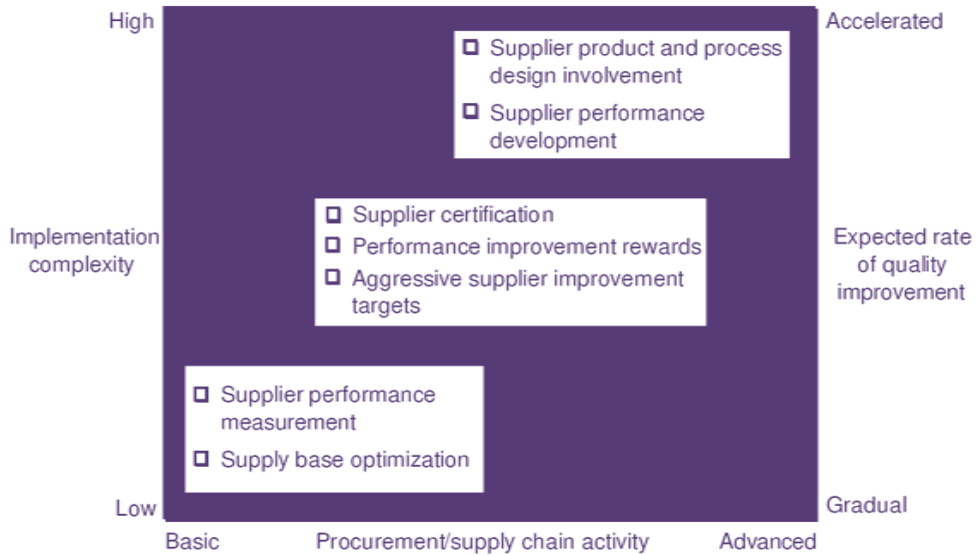 High
Accelerated
❑ Supplier product and process
design involvement
❑ Supplier performance
development
Implementation
complexity
❑ Supplier certification
❑ Performance improvement rewards
❑ Aggressive supplier improvement
targets
Expected rate
of quality
improvement
❑ Supplier performance
measurement
❑ Supply base optimization
Low
Gradual
Basic
Procurement/supply chain activity
Advanced